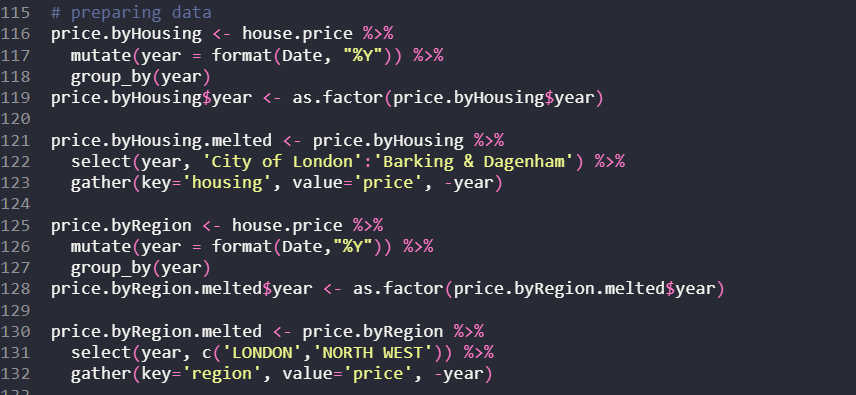 115 # preparing data
116 price.byHousing <- house.price %>%
117 mutate(year = format(Date, "%Y")) %>%
118 group_by(year)
119 price.byHousing$year <- as.factor(price.byHousing$year)
120
121 price.byHousing.melted <- price.byHousing %>%
122 select(year, 'City of London':'Barking & Dagenham') %>%
123 gather(key='housing', value='price', -year)
124
125 price.byRegion <- house.price %>%
126 mutate(year = format(Date,"%Y")) %>%
127 group_by(year)
128 price.byRegion.melted$year <- as.factor(price.byRegion.melted$year)
129
130 price.byRegion.melted <- price.byRegion %>%
131 select(year, c('LONDON','NORTH WEST')) %>%
132 gather(key='region', value='price', -year)